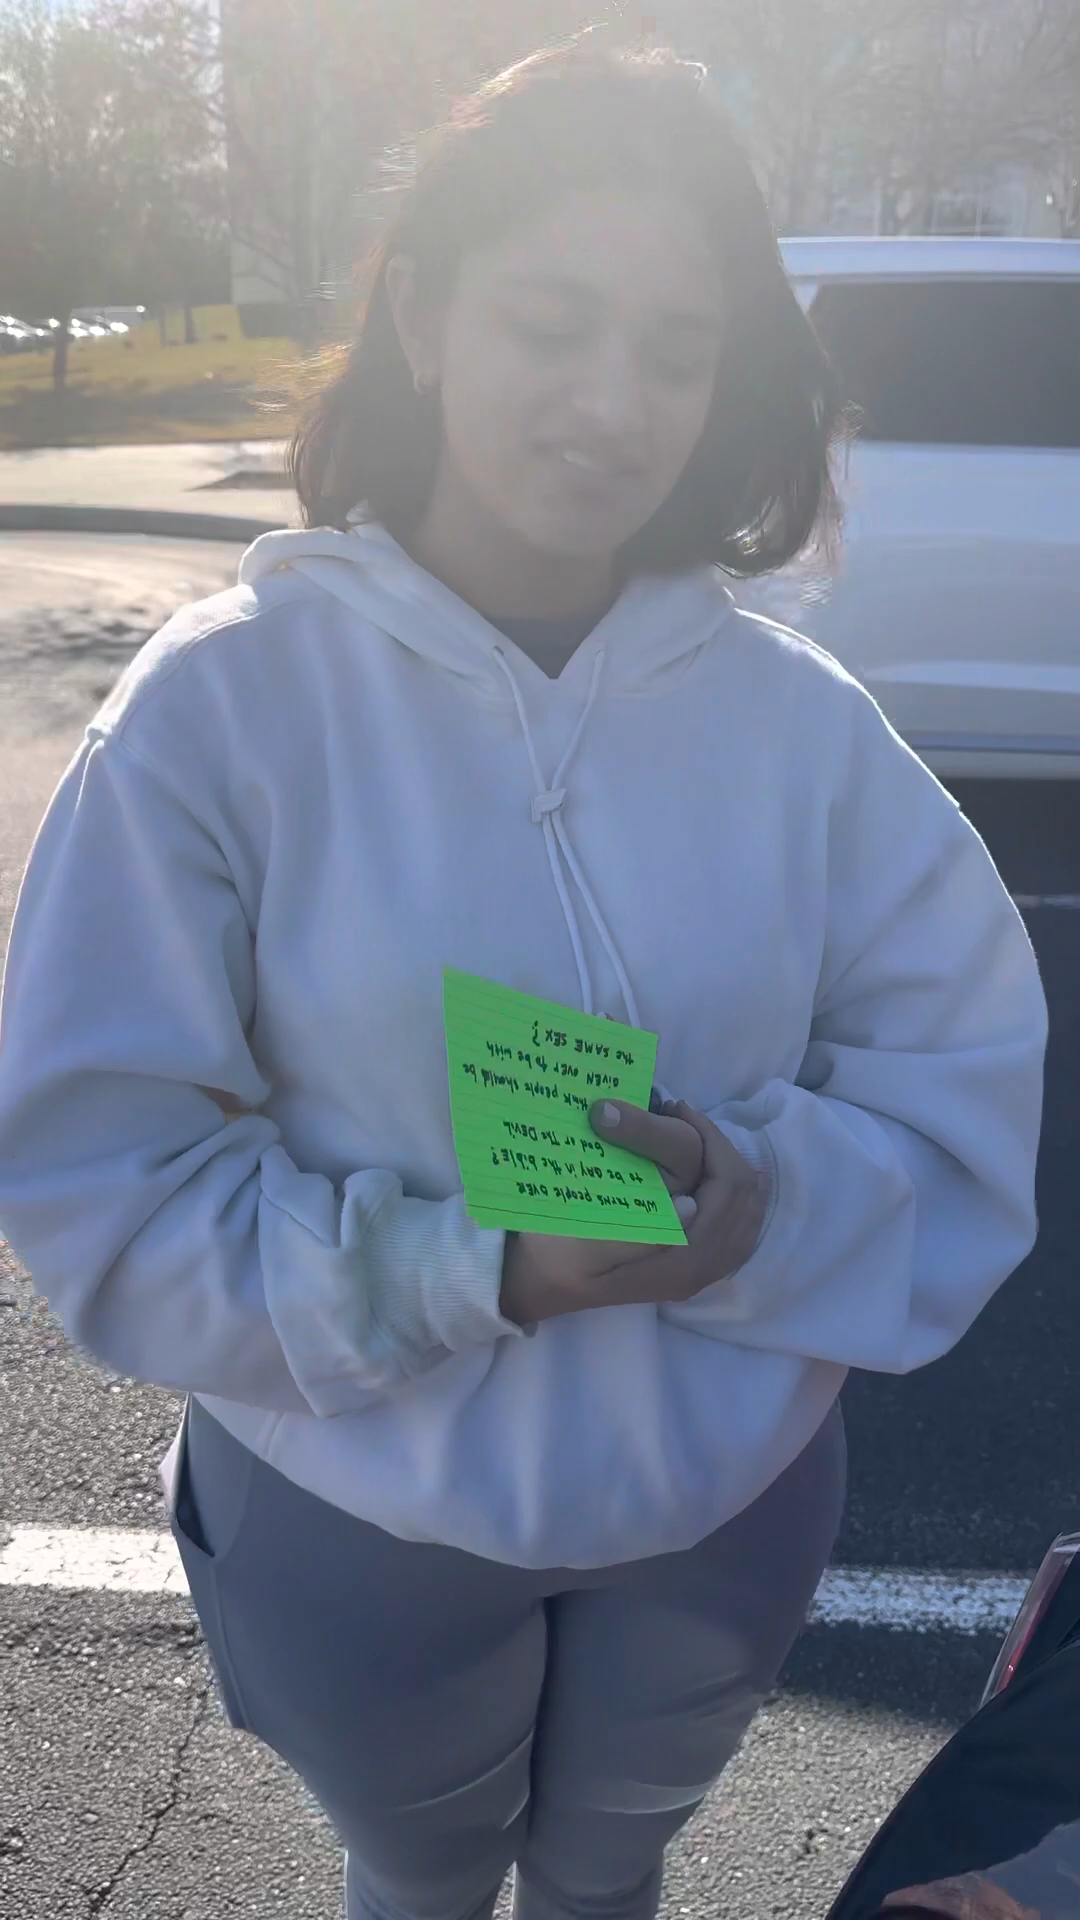 Who turns people over
to be GAY in the bible?
God or The Devil
think people should be
GiVEN over to be with
the SAME SEX?